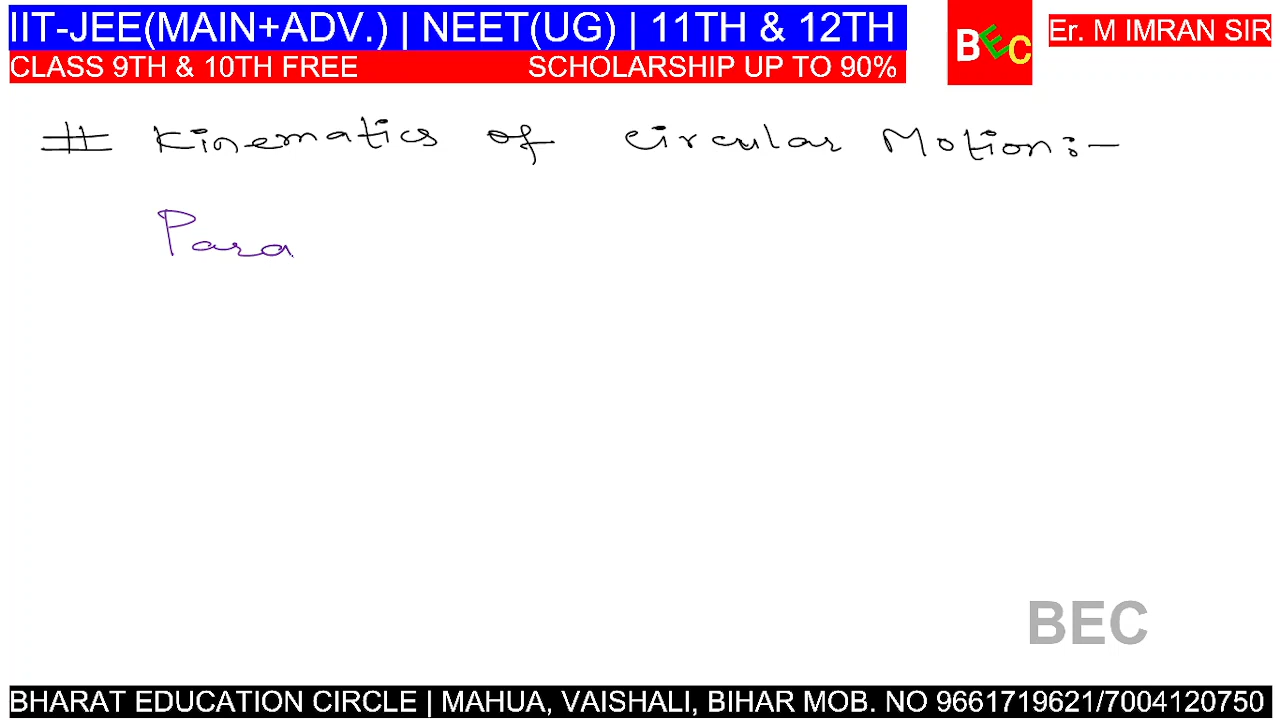 IIT-JEE(MAIN+ADV.) | NEET(UG) | 11TH & 12TH
CLASS 9TH & 10TH FREE SCHOLARSHIP UP TO 90%
BEC
Er. M IMRAN SIR
# Kinematics of Circular Motion:-
Para
BEC
BHARAT EDUCATION CIRCLE | MAHUA, VAISHALI, BIHAR MOB. NO 9661719621/7004120750